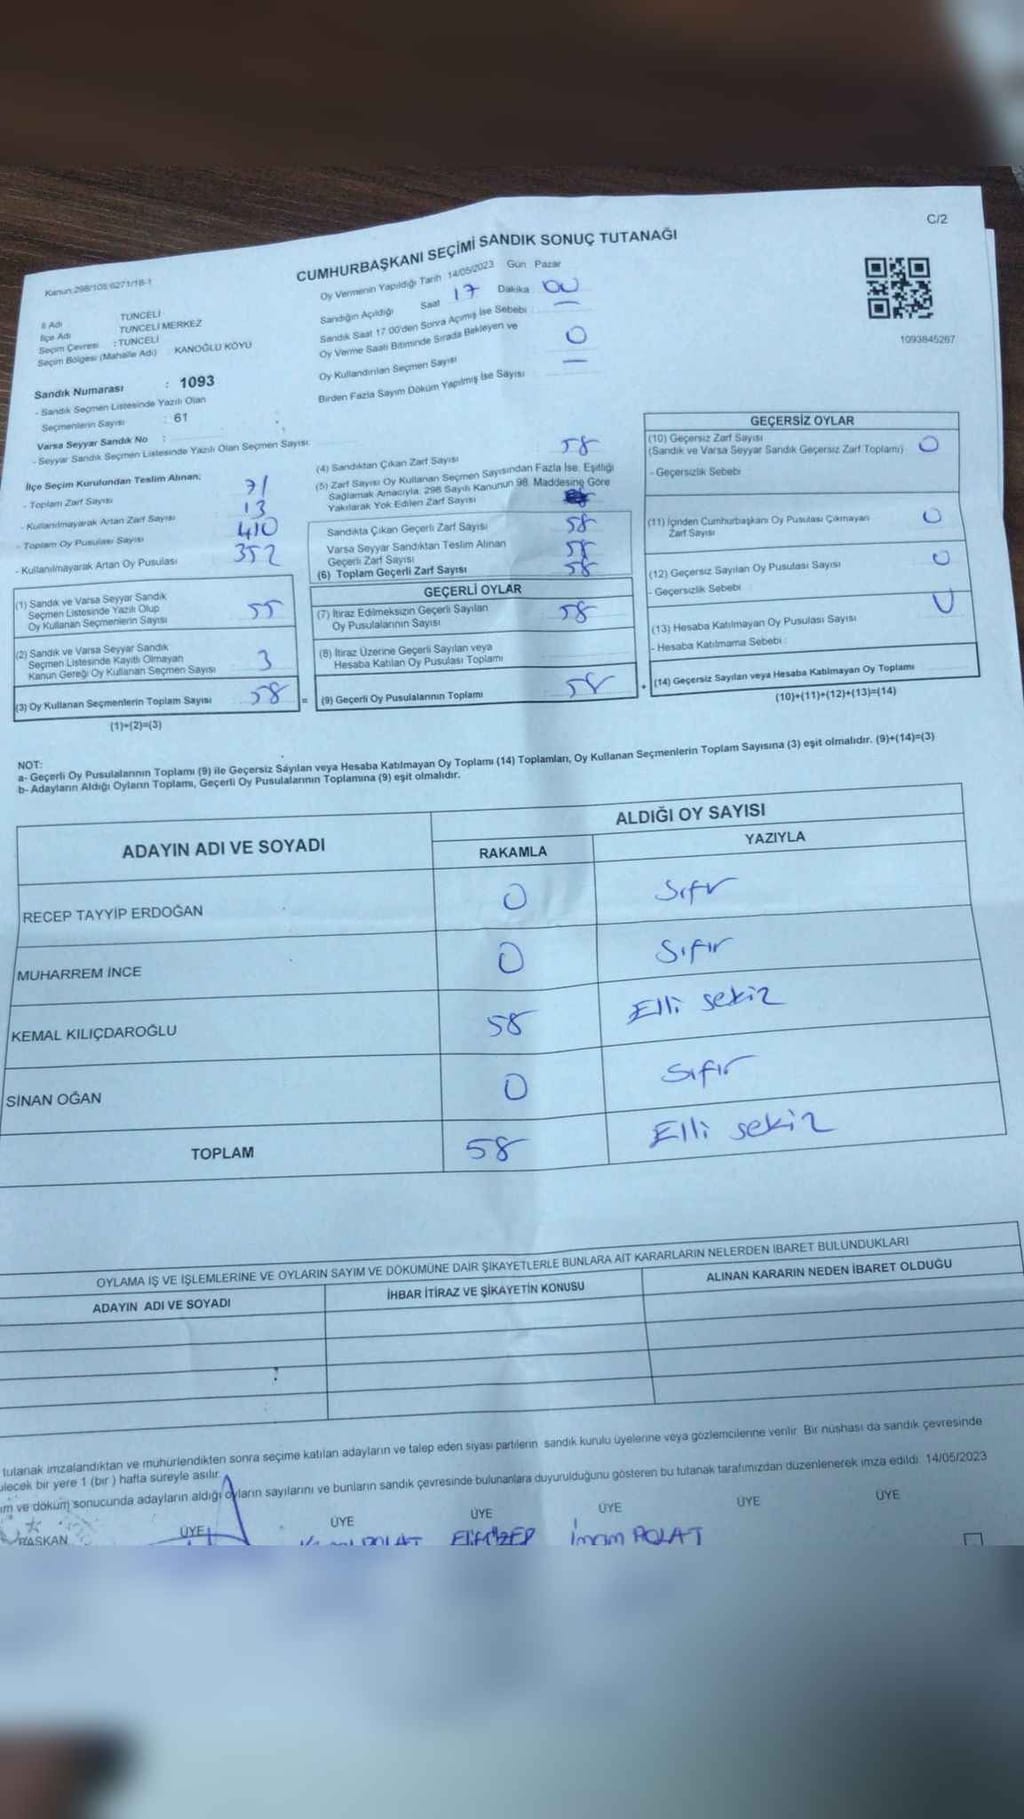 C/2
CUMHURBAŞKANI SEÇİMİ SANDIK SONUÇ TUTANAĞI
Kanun:298/108;6271/18-1
Oy Vermenin Yapıldığı Tarih 14/05/2023 Gün Pazar
Sandığın Açıldığı Saat 17 Dakika 00
Sandık Saat 17:00'den Sonra Açımış İse Sebebi
Oy Verme Saati Bitiminde Sırada Bekleyen ve
Oy Kullandırılan Seçmen Sayısı 0
Birden Fazla Sayım Döküm Yapılmış İse Sayısı —
1093845267
İl Adı TUNCELİ
İlçe Adı TUNCELİ MERKEZ
Seçim Çevresi : TUNCELİ
Seçim Bölgesi (Mahalle Adı) : KANOĞLU KÖYÜ
Sandık Numarası : 1093
- Sandık Seçmen Listesinde Yazılı Olan
Seçmenlerin Sayısı : 61
Varsa Seyyar Sandık No :
- Seyyar Sandık Seçmen Listesinde Yazılı Olan Seçmen Sayısı:
İlçe Seçim Kurulundan Teslim Alınan;
- Toplam Zarf Sayısı 71
- Kullanılmayarak Artan Zarf Sayısı 13
- Toplam Oy Pusulası Sayısı 410
- Kullanılmayarak Artan Oy Pusulası 352
(1) Sandık ve Varsa Seyyar Sandık
Seçmen Listesinde Yazılı Olup
Oy Kullanan Seçmenlerin Sayısı 55
(2) Sandık ve Varsa Seyyar Sandık
Seçmen Listesinde Kayıtlı Olmayan
Kanun Gereği Oy Kullanan Seçmen Sayısı 3
(3) Oy Kullanan Seçmenlerin Toplam Sayısı 58 =
(1)+(2)=(3)
(4) Sandıktan Çıkan Zarf Sayısı 58
(5) Zarf Sayısı Oy Kullanan Seçmen Sayısından Fazla İse, Eşitliği
Sağlamak Amacıyla, 298 Sayılı Kanunun 98. Maddesine Göre
Yakılarak Yok Edilen Zarf Sayısı
Sandıkta Çıkan Geçerli Zarf Sayısı 58
Varsa Seyyar Sandıktan Teslim Alınan
Geçerli Zarf Sayısı 58
(6) Toplam Geçerli Zarf Sayısı 58
GEÇERLİ OYLAR
(7) İtiraz Edilmeksizin Geçerli Sayılan
Oy Pusulalarının Sayısı 58
(8) İtiraz Üzerine Geçerli Sayılan veya
Hesaba Katılan Oy Pusulası Toplamı
(9) Geçerli Oy Pusulalarının Toplamı 58 +
GEÇERSİZ OYLAR
(10) Geçersiz Zarf Sayısı
(Sandık ve Varsa Seyyar Sandık Geçersiz Zarf Toplamı) 0
- Geçersizlik Sebebi
(11) İçinden Cumhurbaşkanı Oy Pusulası Çıkmayan
Zarf Sayısı 0
(12) Geçersiz Sayılan Oy Pusulası Sayısı 0
- Geçersizlik Sebebi :
(13) Hesaba Katılmayan Oy Pusulası Sayısı 0
- Hesaba Katılmama Sebebi :
(14) Geçersiz Sayılan veya Hesaba Katılmayan Oy Toplamı
(10)+(11)+(12)+(13)=(14)
NOT:
a- Geçerli Oy Pusulalarının Toplamı (9) ile Geçersiz Sayılan veya Hesaba Katılmayan Oy Toplamı (14) Toplamları, Oy Kullanan Seçmenlerin Toplam Sayısına (3) eşit olmalıdır. (9)+(14)=(3)
b- Adayların Aldığı Oyların Toplamı, Geçerli Oy Pusulalarının Toplamına (9) eşit olmalıdır.
ADAYIN ADI VE SOYADI
ALDIĞI OY SAYISI
RAKAMLA YAZIYLA
RECEP TAYYİP ERDOĞAN 0 Sıfır
MUHARREM İNCE 0 Sıfır
KEMAL KILIÇDAROĞLU 58 Elli sekiz
SİNAN OĞAN 0 Sıfır
TOPLAM 58 Elli sekiz
OYLAMA İŞ VE İŞLEMLERİNE VE OYLARIN SAYIM VE DÖKÜMÜNE DAİR ŞİKAYETLERLE BUNLARA AİT KARARLARIN NELERDEN İBARET BULUNDUKLARI
ADAYIN ADI VE SOYADI İHBAR İTİRAZ VE ŞİKAYETİN KONUSU ALINAN KARARIN NEDEN İBARET OLDUĞU
tutanak imzalandıktan ve mühürlendikten sonra seçime katılan adayların ve talep eden siyasi partilerin sandık kurulu üyelerine veya gözlemcilerine verilir. Bir nüshası da sandık çevresinde
bir yere 1 (bir) hafta süreyle asılır.
ve döküm sonucunda adayların aldığı oyların sayılarını ve bunların sandık çevresinde bulunanlara duyurulduğunu gösteren bu tutanak tarafımızdan düzenlenerek imza edildi. 14/05/2023
BAŞKAN ÜYE ÜYE ÜYE ÜYE ÜYE ÜYE
POLAT İmam POLAT